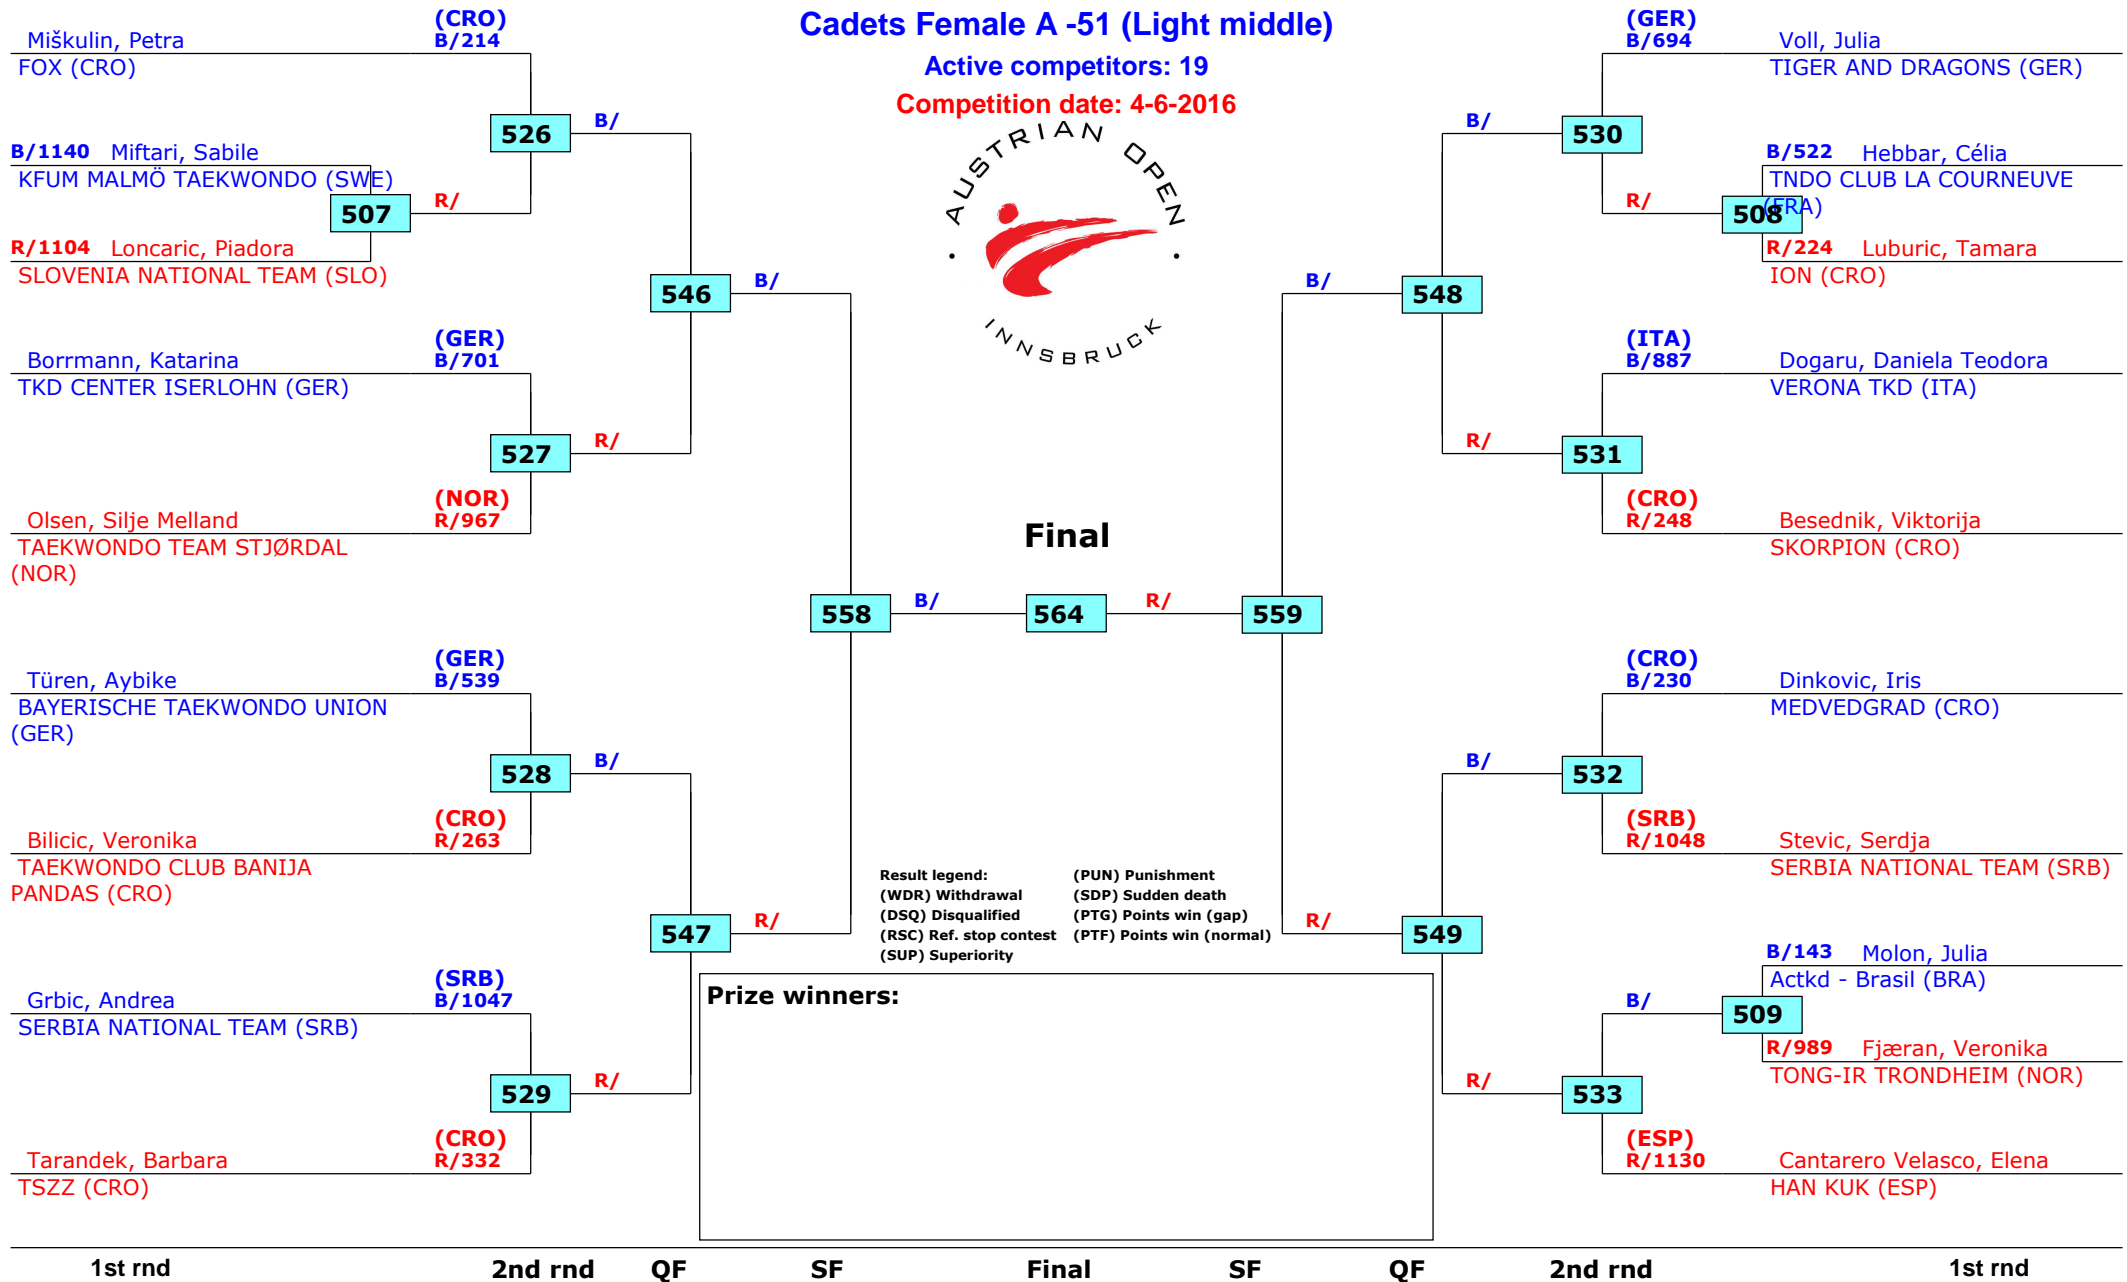 Cadets Female A -51 (Light middle)
Active competitors: 19
Competition date: 4-6-2016
AUSTRIAN OPEN
INNSBRUCK
(CRO)
Miškulin, Petra B/214
FOX (CRO)
526
B/
B/1140 Miftari, Sabile
KFUM MALMÖ TAEKWONDO (SWE)
507
R/
R/1104 Loncaric, Piadora
SLOVENIA NATIONAL TEAM (SLO)
546
B/
(GER)
Borrmann, Katarina B/701
TKD CENTER ISERLOHN (GER)
527
R/
(NOR)
Olsen, Silje Melland R/967
TAEKWONDO TEAM STJØRDAL
(NOR)
558
B/
(GER)
Türen, Aybike B/539
BAYERISCHE TAEKWONDO UNION
(GER)
528
B/
(CRO)
Bilicic, Veronika R/263
TAEKWONDO CLUB BANIJA
PANDAS (CRO)
547
R/
(SRB)
Grbic, Andrea B/1047
SERBIA NATIONAL TEAM (SRB)
529
R/
(CRO)
Tarandek, Barbara R/332
TSZZ (CRO)
Final
564
R/
559
(GER)
B/694 Voll, Julia
TIGER AND DRAGONS (GER)
B/
530
B/522 Hebbar, Célia
TNDO CLUB LA COURNEUVE
(FRA)
R/
508
R/224 Luburic, Tamara
ION (CRO)
B/
548
(ITA)
B/887 Dogaru, Daniela Teodora
VERONA TKD (ITA)
R/
531
(CRO)
R/248 Besednik, Viktorija
SKORPION (CRO)
(CRO)
B/230 Dinkovic, Iris
MEDVEDGRAD (CRO)
B/
532
(SRB)
R/1048 Stevic, Serdja
SERBIA NATIONAL TEAM (SRB)
R/
549
B/143 Molon, Julia
Actkd - Brasil (BRA)
B/
509
R/989 Fjæran, Veronika
TONG-IR TRONDHEIM (NOR)
R/
533
(ESP)
R/1130 Cantarero Velasco, Elena
HAN KUK (ESP)
Result legend: (PUN) Punishment
(WDR) Withdrawal (SDP) Sudden death
(DSQ) Disqualified (PTG) Points win (gap)
(RSC) Ref. stop contest (PTF) Points win (normal)
(SUP) Superiority
Prize winners:
1st rnd 2nd rnd QF SF Final SF QF 2nd rnd 1st rnd